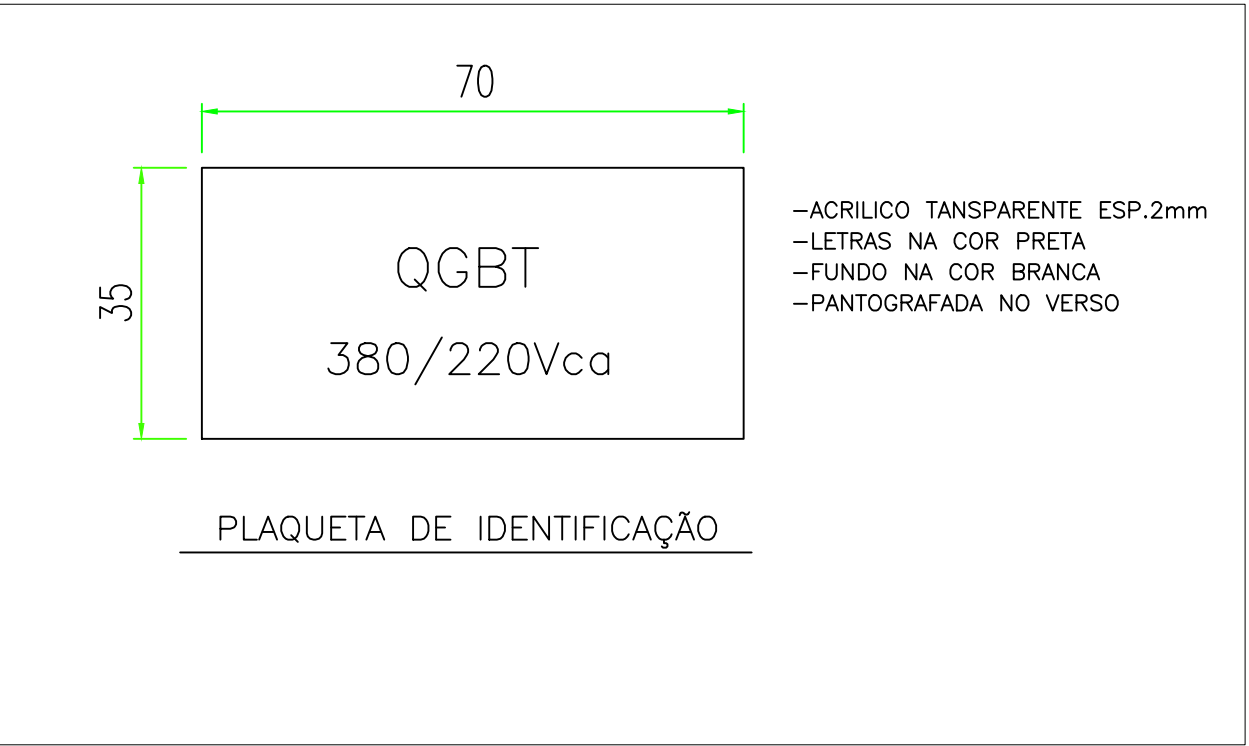 70
35
QGBT
380/220Vca
-ACRILICO TANSPARENTE ESP.2mm
-LETRAS NA COR PRETA
-FUNDO NA COR BRANCA
-PANTOGRAFADA NO VERSO
PLAQUETA DE IDENTIFICAÇÃO